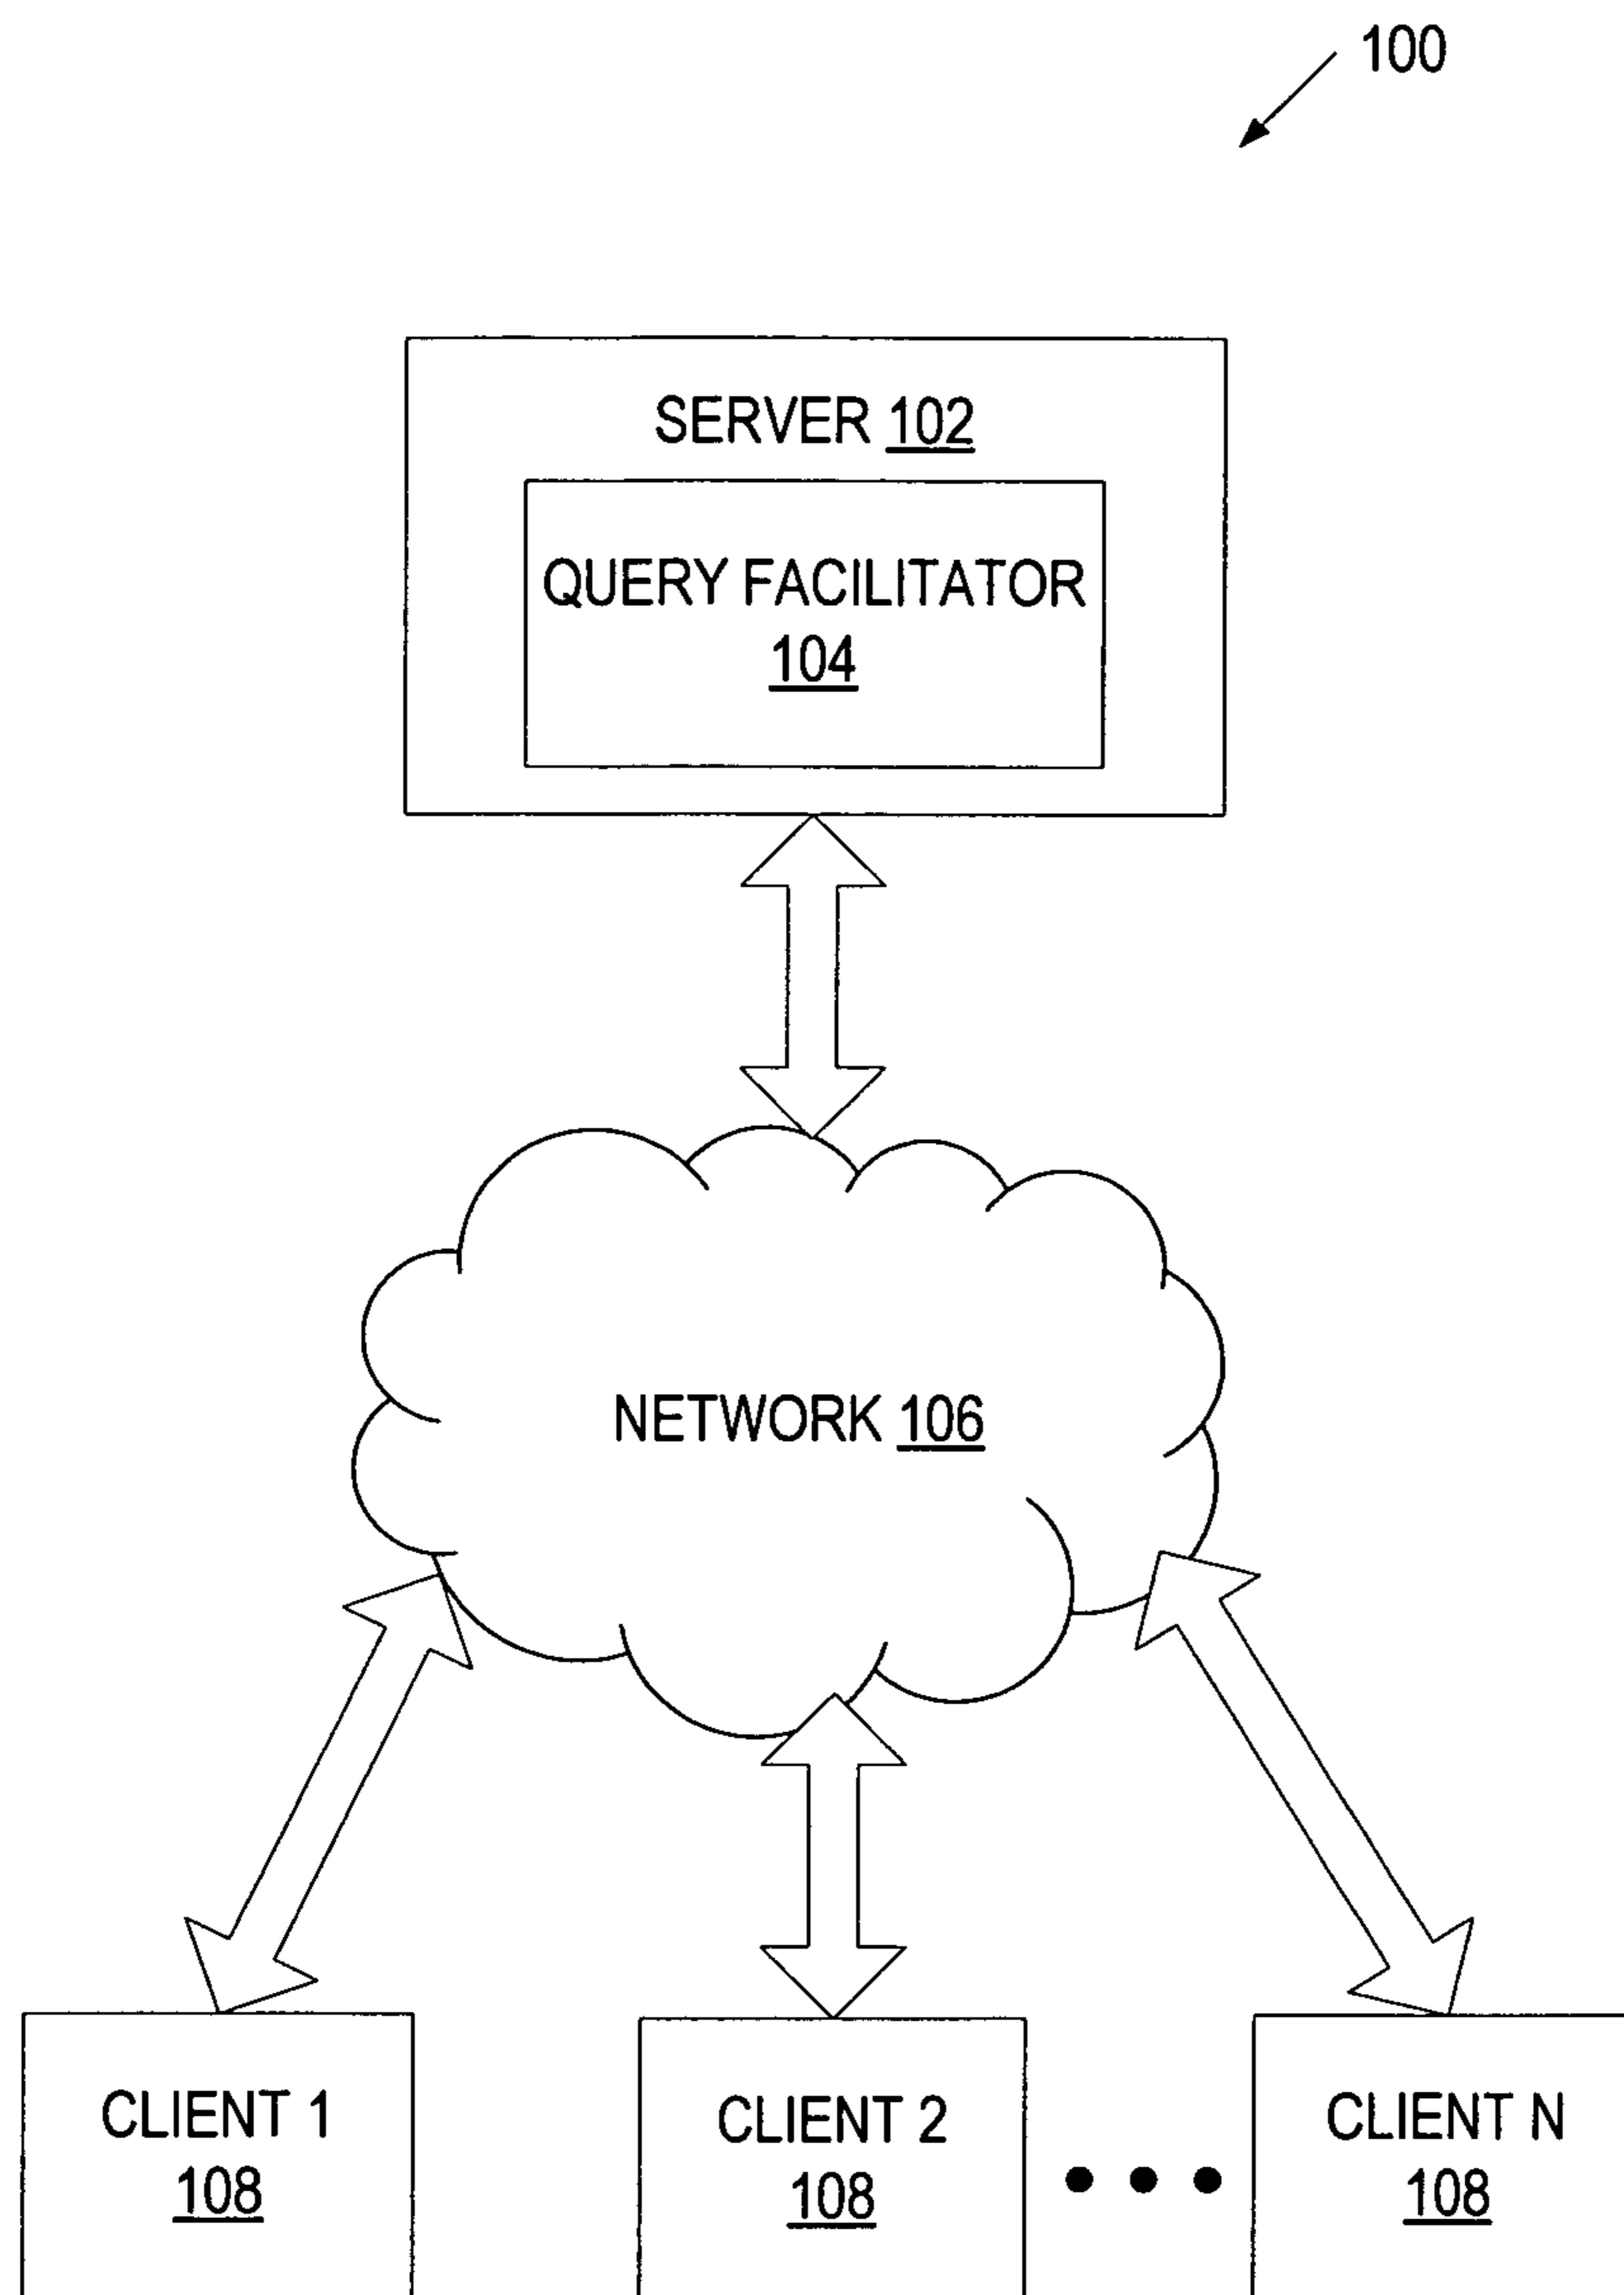 100
SERVER 102
QUERY FACILITATOR
104
NETWORK 106
CLIENT 1
108
CLIENT 2
108
CLIENT N
108